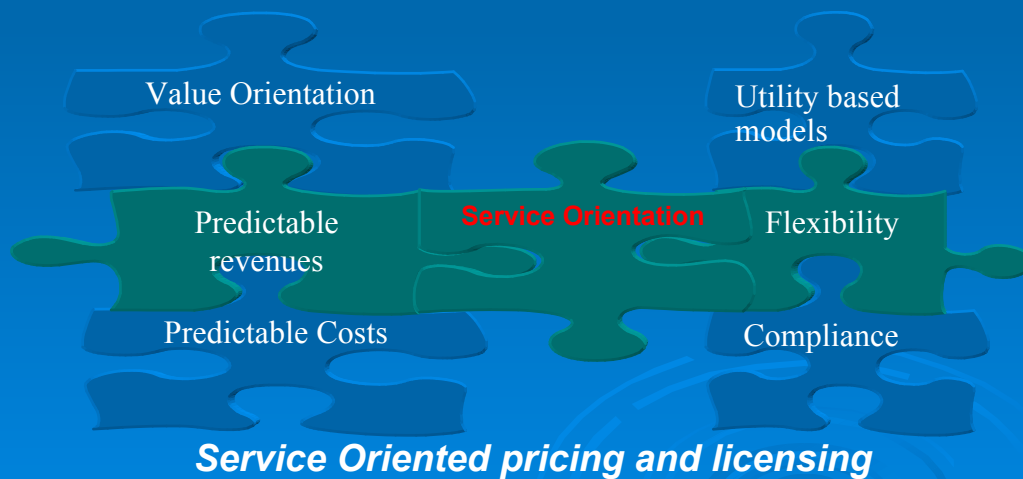 Value Orientation
Utility based
models
Predictable
revenues
Service Orientation
Flexibility
Predictable Costs
Compliance
Service Oriented pricing and licensing